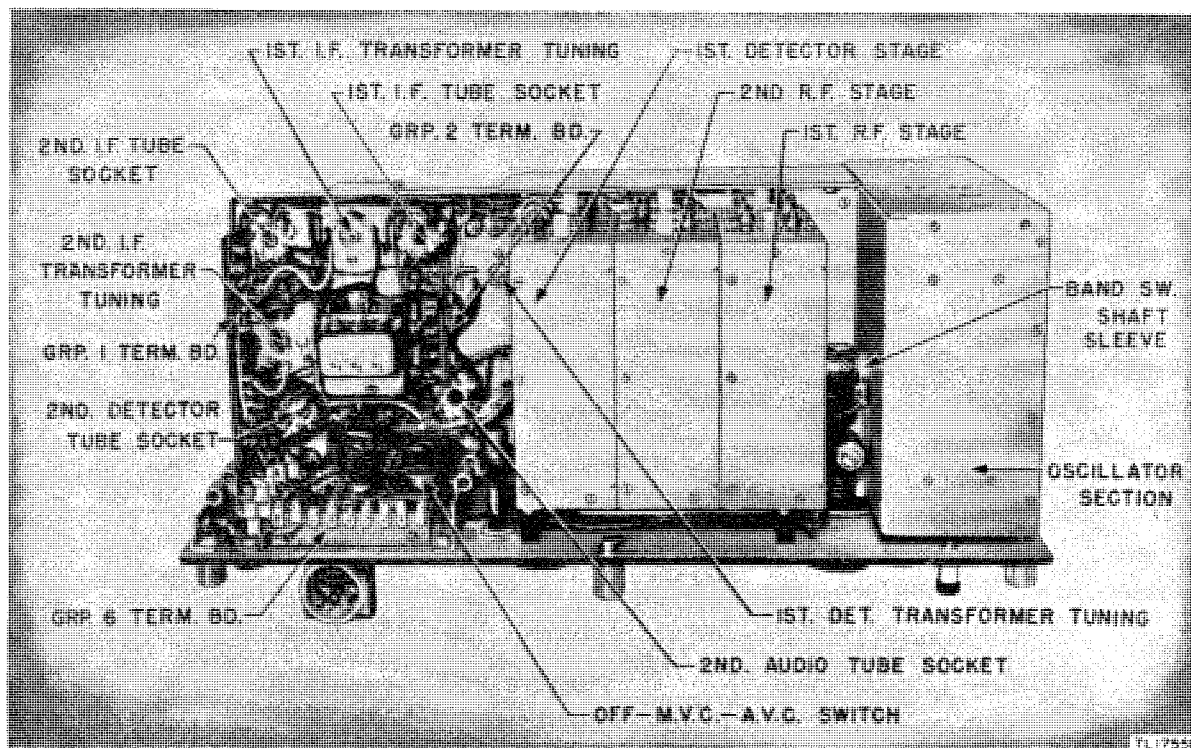 1ST. I.F. TRANSFORMER TUNING
1ST. DETECTOR STAGE
1ST. I.F. TUBE SOCKET
2ND R.F. STAGE
GRP. 2 TERM. BD.
1ST. R.F. STAGE
2ND. I.F. TUBE
SOCKET
2ND. I.F.
TRANSFORMER
TUNING
GRP. 1 TERM. BD.
2ND. DETECTOR
TUBE SOCKET
BAND SW.
SHAFT
SLEEVE
OSCILLATOR
SECTION
GRP. 6 TERM. BD.
1ST. DET. TRANSFORMER TUNING
2ND. AUDIO TUBE SOCKET
OFF—M.V.C.—A.V.C. SWITCH